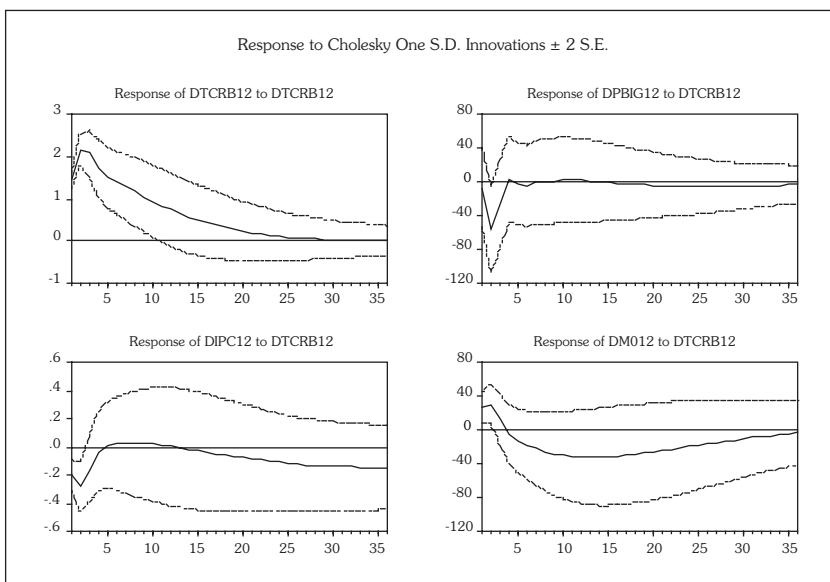 Response to Cholesky One S.D. Innovations ± 2 S.E.
Response of DTCRB12 to DTCRB12
3
2
1
0
-1
5 10 15 20 25 30 35
Response of DPBIG12 to DTCRB12
80
40
0
-40
-80
-120
5 10 15 20 25 30 35
Response of DIPC12 to DTCRB12
.6
.4
.2
.0
-.2
-.4
-.6
5 10 15 20 25 30 35
Response of DM012 to DTCRB12
80
40
0
-40
-80
-120
5 10 15 20 25 30 35